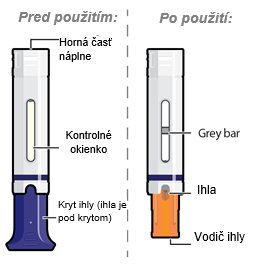 Pred použitím:
Horná časť
náplne
Kontrolné
okienko
Kryt ihly (ihla je
pod krytom)
Po použití:
Grey bar
Ihla
Vodič ihly